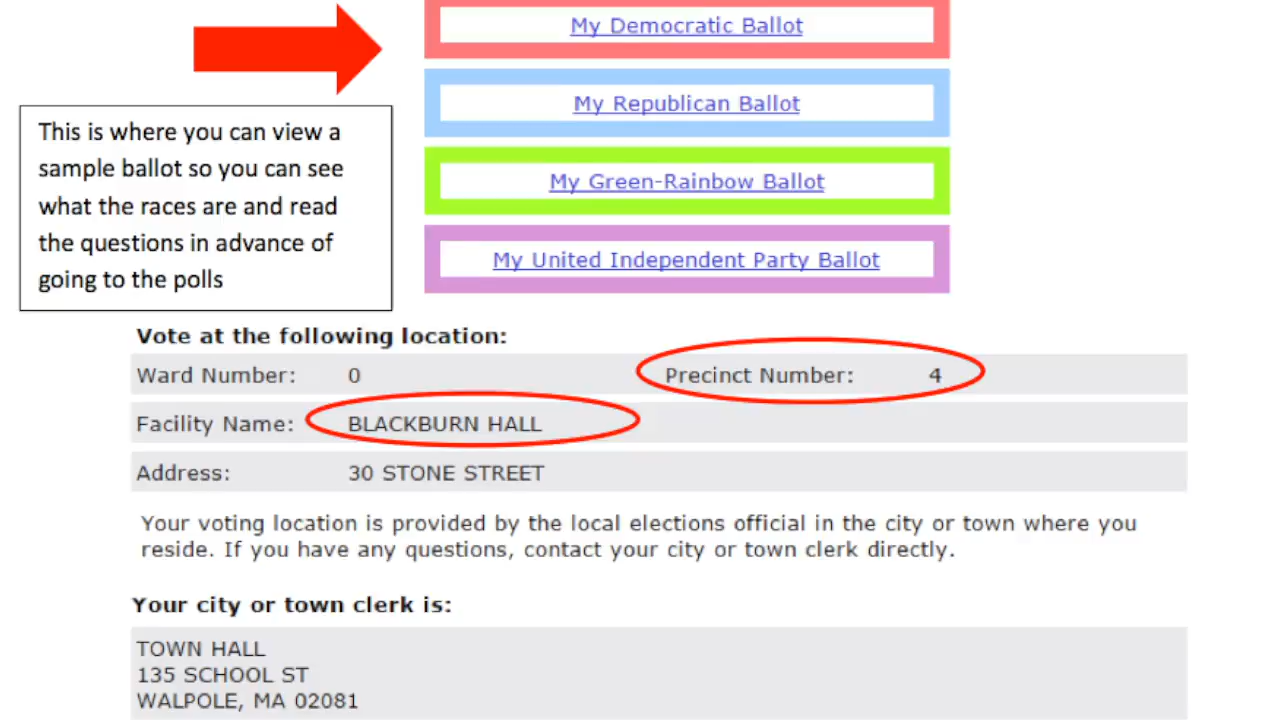 My Democratic Ballot
My Republican Ballot
My Green-Rainbow Ballot
My United Independent Party Ballot
This is where you can view a
sample ballot so you can see
what the races are and read
the questions in advance of
going to the polls
Vote at the following location:
Ward Number: 0 Precinct Number: 4
Facility Name: BLACKBURN HALL
Address: 30 STONE STREET
Your voting location is provided by the local elections official in the city or town where you
reside. If you have any questions, contact your city or town clerk directly.
Your city or town clerk is:
TOWN HALL
135 SCHOOL ST
WALPOLE, MA 02081